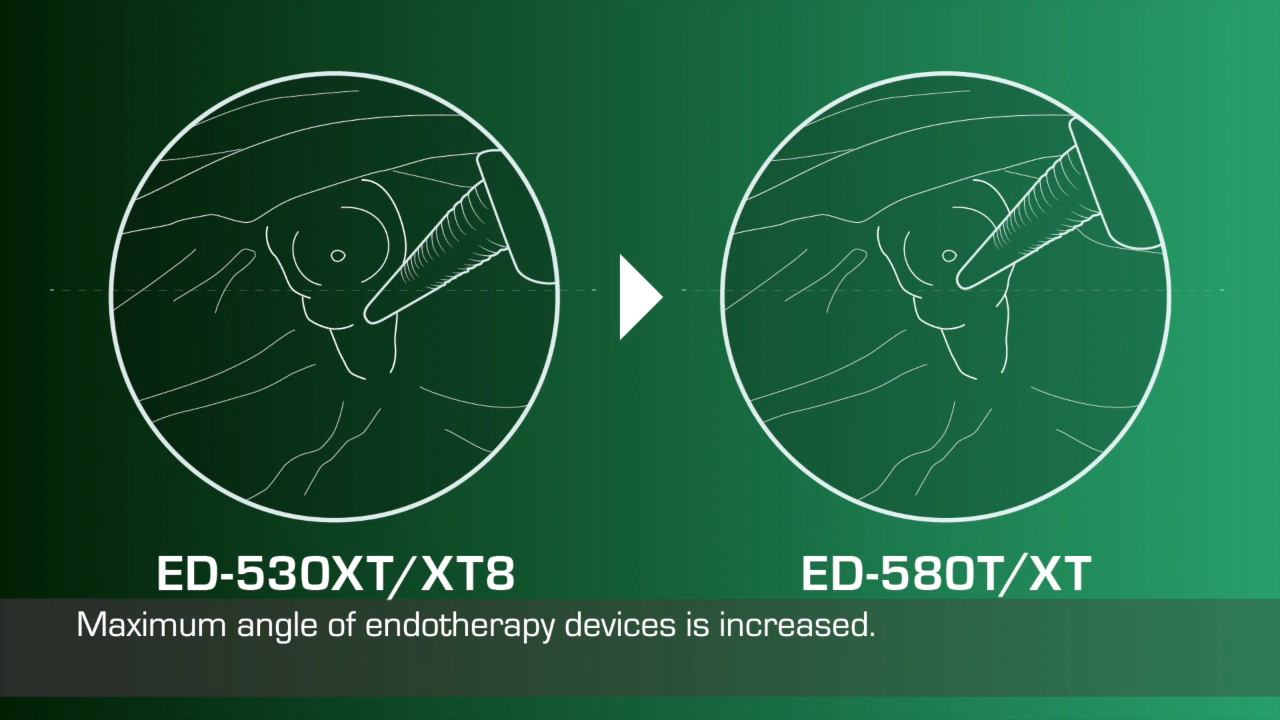 ED-530XT/XT8
ED-580T/XT
Maximum angle of endotherapy devices is increased.